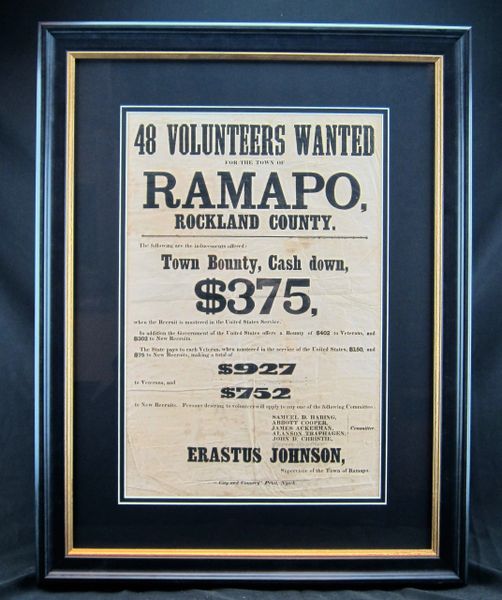 48 VOLUNTEERS WANTED
FOR THE TOWN OF
RAMAPO,
ROCKLAND COUNTY.
The following are the inducements offered:
Town Bounty, Cash down,
$375,
when the Recruit is mustered in the United States Service.
In addition the Government of the United States offers a Bounty of $402 to Veterans, and
$302 to New Recruits.
The State pays to each Veteran, when mustered in the service of the United States, $150, and
$75 to New Recruits, making a total of
$927
to Veterans, and
$752
to New Recruits. Persons desiring to volunteer will apply to any one of the following Committee:
SAMUEL D. HARING,
ABBOTT COOPER,
JAMES ACKERMAN, Committee
ALANSON TRAPHAGEN,
JOHN D. CHRISTIE,
ERASTUS JOHNSON,
Supervisor of the Town of Ramapo.
Print, Nyack.